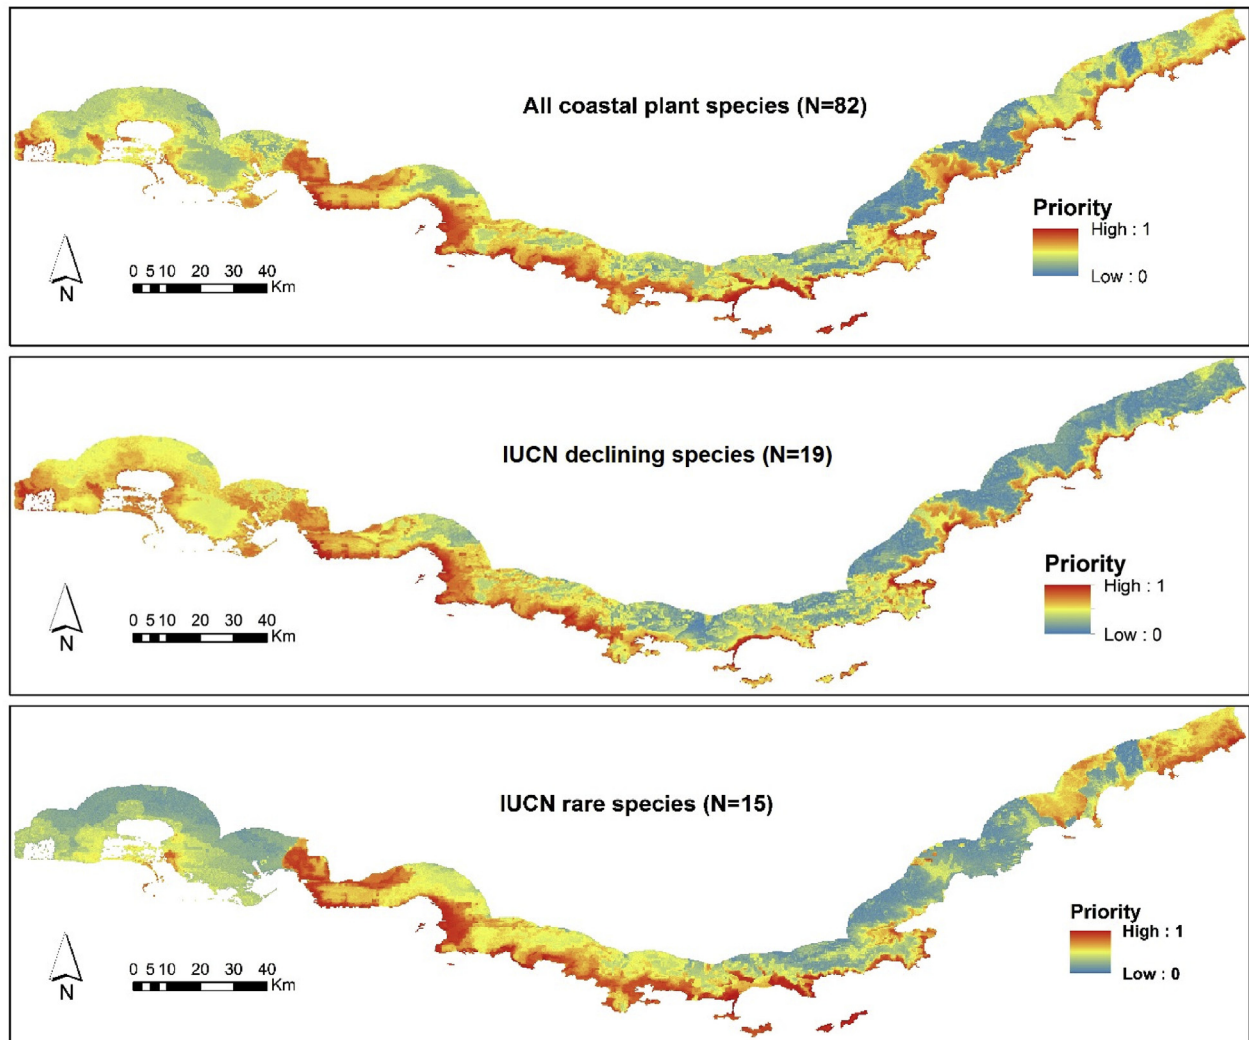 All coastal plant species (N=82)
Priority
High : 1
Low : 0
N
0 5 10 20 30 40
Km
IUCN declining species (N=19)
Priority
High : 1
Low : 0
N
0 5 10 20 30 40
Km
IUCN rare species (N=15)
Priority
High : 1
Low : 0
N
0 5 10 20 30 40
Km